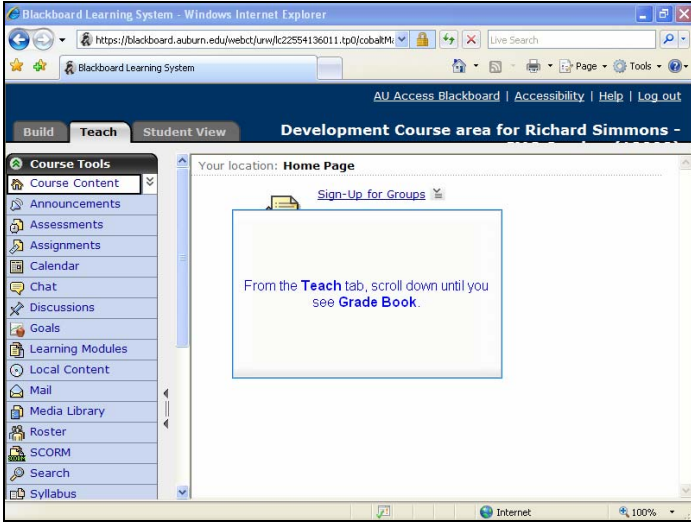 Blackboard Learning System - Windows Internet Explorer
https://blackboard.auburn.edu/webct/urw/lc22554136011.tp0/cobaltMa
Live Search
Blackboard Learning System
Page Tools
AU Access Blackboard | Accessibility | Help | Log out
Build Teach Student View Development Course area for Richard Simmons -
Course Tools
Your location: Home Page
Course Content
Sign-Up for Groups
Announcements
Assessments
Assignments
Calendar
Chat
Discussions
Goals
Learning Modules
Local Content
Mail
Media Library
Roster
SCORM
Search
Syllabus
From the Teach tab, scroll down until you
see Grade Book.
Internet 100%